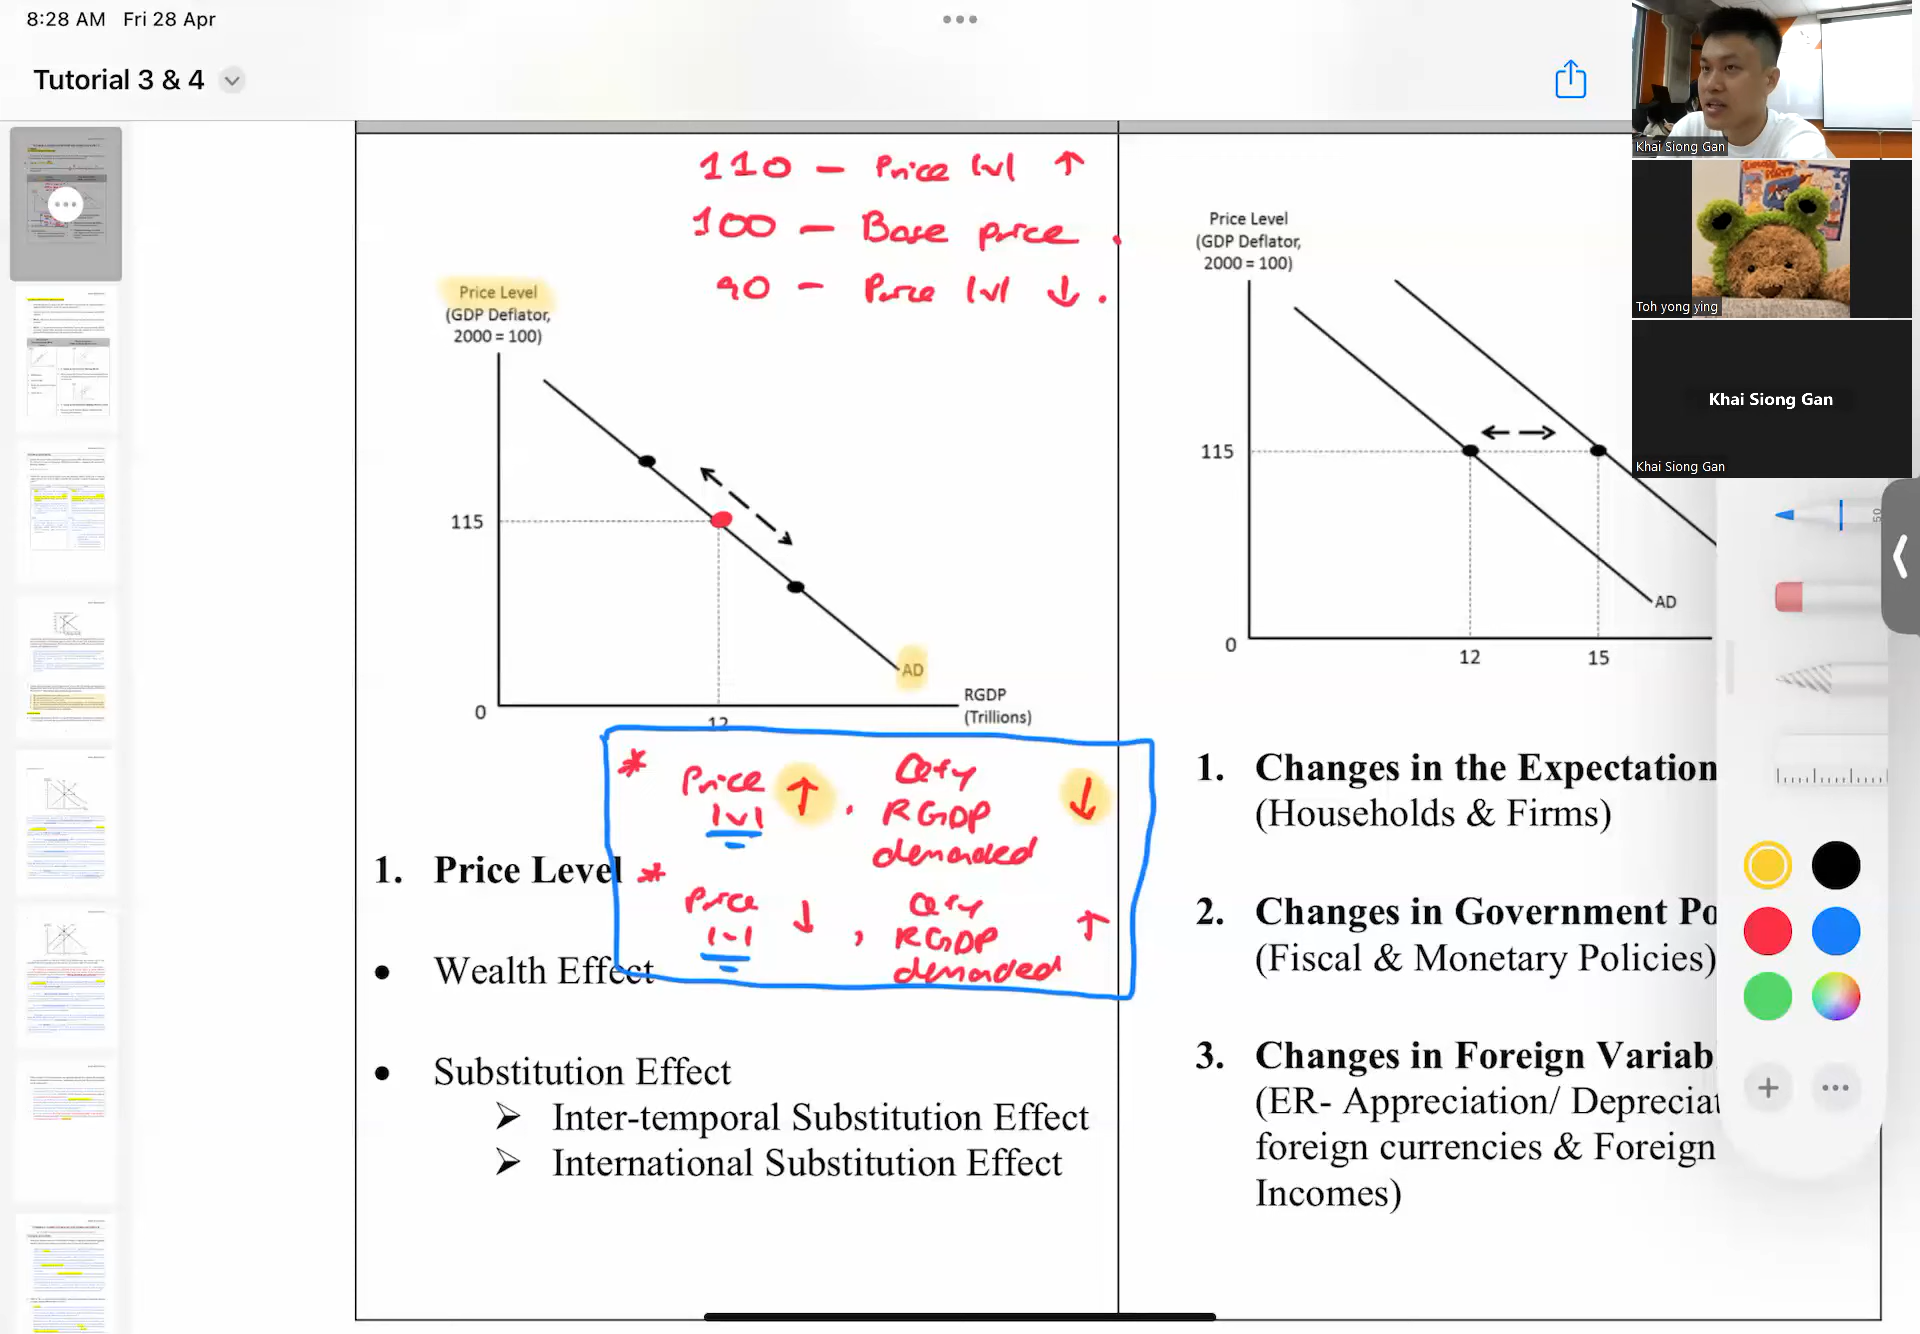 8:28 AM Fri 28 Apr
Tutorial 3 & 4
110 – Price lvl ↑
100 – Base price .
90 – Price lvl ↓ .
Price Level
(GDP Deflator,
2000 = 100)
115
0
12
AD
RGDP
(Trillions)
* Price lvl ↑ . Qty RGDP demanded ↓
* Price lvl ↓ , Qty RGDP demanded ↑
1. Price Level
• Wealth Effect
• Substitution Effect
➢ Inter-temporal Substitution Effect
➢ International Substitution Effect
Price Level
(GDP Deflator,
2000 = 100)
115
0
12
15
AD
1. Changes in the Expectation
(Households & Firms)
2. Changes in Government Po
(Fiscal & Monetary Policies)
3. Changes in Foreign Variab
(ER- Appreciation/ Depreciat
foreign currencies & Foreign
Incomes)
Khai Siong Gan
Toh yong ying
Khai Siong Gan
Khai Siong Gan
50